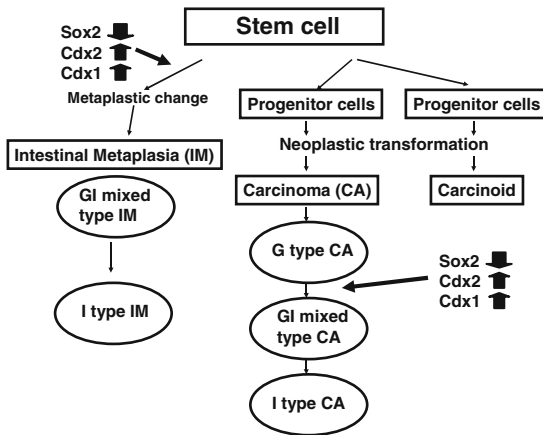 Stem cell
Sox2
Cdx2
Cdx1
Metaplastic change
Progenitor cells
Progenitor cells
Neoplastic transformation
Intestinal Metaplasia (IM)
Carcinoma (CA)
Carcinoid
GI mixed
type IM
G type CA
Sox2
Cdx2
Cdx1
I type IM
GI mixed
type CA
I type CA